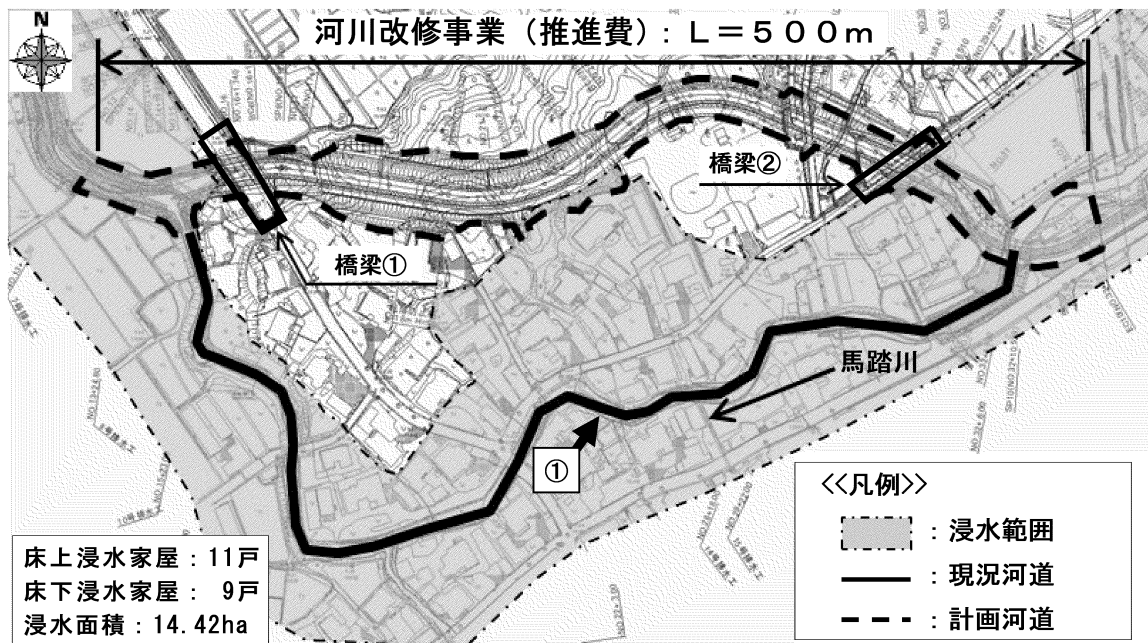 N
河川改修事業（推進費）：Ｌ＝５００ｍ
橋梁②
橋梁①
馬踏川
①
床上浸水家屋：11戸
床下浸水家屋： 9戸
浸水面積：14.42ha
≪凡例≫
：浸水範囲
：現況河道
：計画河道